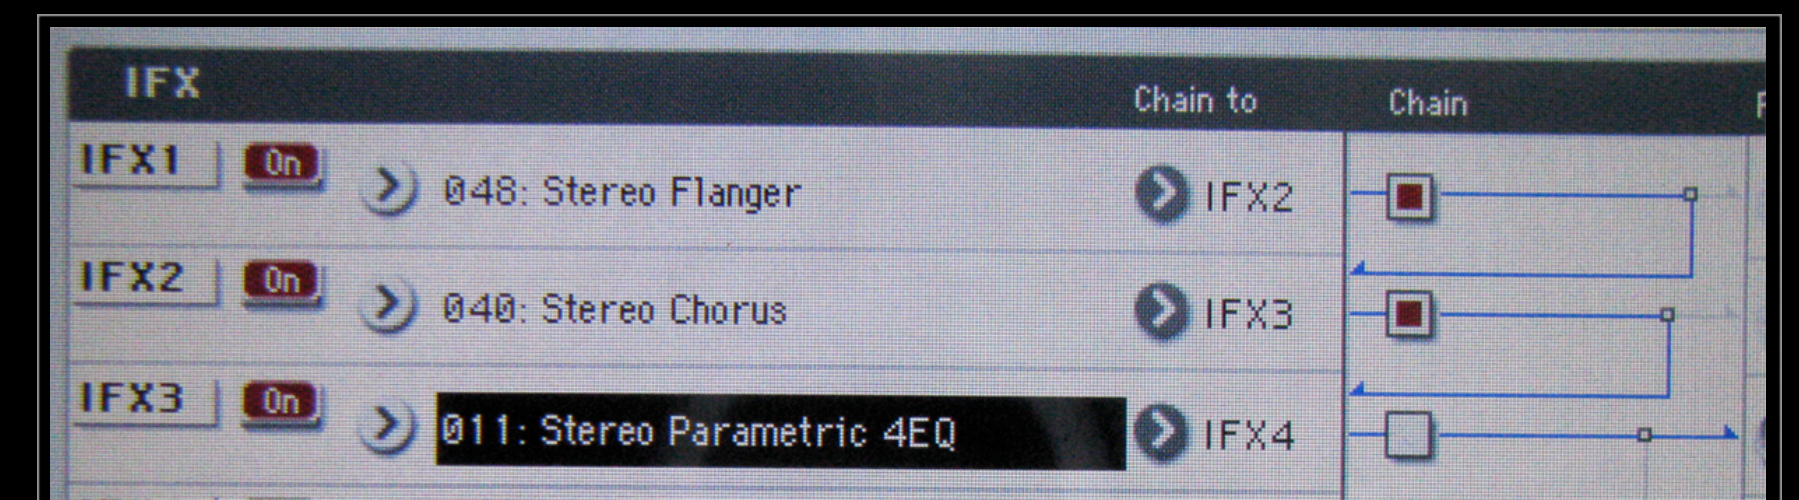 IFX Chain to Chain
IFX1 On 048: Stereo Flanger IFX2
IFX2 On 040: Stereo Chorus IFX3
IFX3 On 011: Stereo Parametric 4EQ IFX4